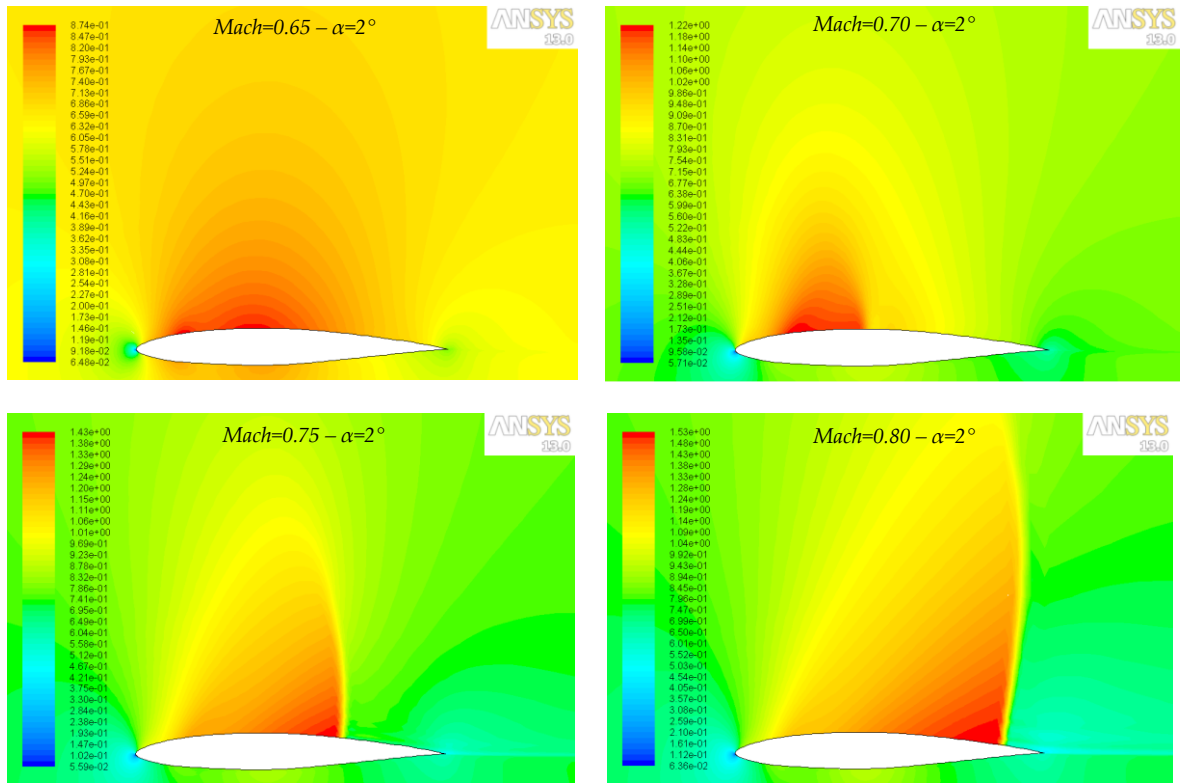 Mach=0.65 – α=2°
ANSYS
13.0
8.74e-01
8.47e-01
8.20e-01
7.93e-01
7.67e-01
7.40e-01
7.13e-01
6.86e-01
6.59e-01
6.32e-01
6.05e-01
5.78e-01
5.51e-01
5.24e-01
4.97e-01
4.70e-01
4.43e-01
4.16e-01
3.89e-01
3.62e-01
3.35e-01
3.08e-01
2.81e-01
2.54e-01
2.27e-01
2.00e-01
1.73e-01
1.46e-01
1.19e-01
9.18e-02
6.48e-02
Mach=0.70 – α=2°
ANSYS
13.0
1.22e+00
1.18e+00
1.14e+00
1.10e+00
1.06e+00
1.02e+00
9.86e-01
9.48e-01
9.09e-01
8.70e-01
8.31e-01
7.93e-01
7.54e-01
7.15e-01
6.77e-01
6.38e-01
5.99e-01
5.60e-01
5.22e-01
4.83e-01
4.44e-01
4.06e-01
3.67e-01
3.28e-01
2.89e-01
2.51e-01
2.12e-01
1.73e-01
1.35e-01
9.58e-02
5.71e-02
Mach=0.75 – α=2°
ANSYS
13.0
1.43e+00
1.38e+00
1.33e+00
1.29e+00
1.24e+00
1.20e+00
1.15e+00
1.11e+00
1.06e+00
1.01e+00
9.69e-01
9.23e-01
8.78e-01
8.32e-01
7.86e-01
7.41e-01
6.95e-01
6.49e-01
6.04e-01
5.58e-01
5.12e-01
4.67e-01
4.21e-01
3.75e-01
3.30e-01
2.84e-01
2.38e-01
1.93e-01
1.47e-01
1.02e-01
5.59e-02
Mach=0.80 – α=2°
ANSYS
13.0
1.53e+00
1.48e+00
1.43e+00
1.38e+00
1.33e+00
1.28e+00
1.24e+00
1.19e+00
1.14e+00
1.09e+00
1.04e+00
9.92e-01
9.43e-01
8.94e-01
8.45e-01
7.96e-01
7.47e-01
6.99e-01
6.50e-01
6.01e-01
5.52e-01
5.03e-01
4.54e-01
4.05e-01
3.57e-01
3.08e-01
2.59e-01
2.10e-01
1.61e-01
1.12e-01
6.36e-02